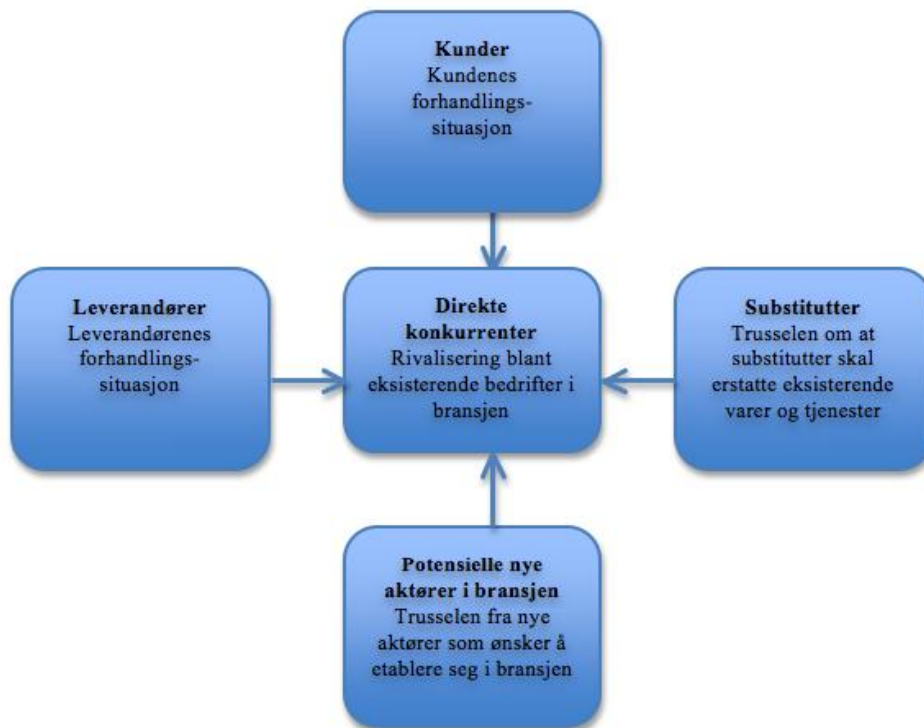 Kunder
Kundenes
forhandlings-
situasjon
Leverandører
Leverandørenes
forhandlings-
situasjon
Direkte
konkurrenter
Rivalisering blant
eksisterende bedrifter i
bransjen
Substitutter
Trusselen om at
substitutter skal
erstatte eksisterende
varer og tjenester
Potensielle nye
aktører i bransjen
Trusselen fra nye
aktører som ønsker å
etablere seg i bransjen